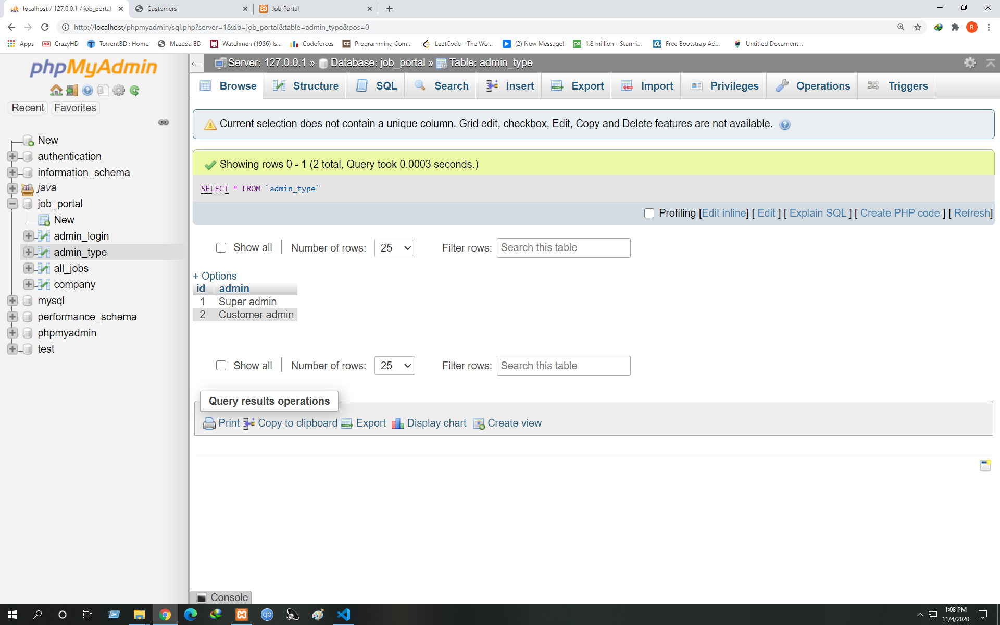 localhost / 127.0.0.1 / job_portal
Customers
Job Portal
http://localhost/phpmyadmin/sql.php?server=1&db=job_portal&table=admin_type&pos=0
R
Apps
CrazyHD
TorrentBD : Home
Mazeda BD
Watchmen (1986) Is...
Codeforces
Programming Com...
LeetCode - The Wo...
(2) New Message!
1.8 million+ Stunni...
Free Bootstrap Ad...
Untitled Document...
phpMyAdmin
Recent
Favorites
New
authentication
information_schema
java
job_portal
New
admin_login
admin_type
all_jobs
company
mysql
performance_schema
phpmyadmin
test
Server: 127.0.0.1 » Database: job_portal » Table: admin_type
Browse
Structure
SQL
Search
Insert
Export
Import
Privileges
Operations
Triggers
Current selection does not contain a unique column. Grid edit, checkbox, Edit, Copy and Delete features are not available.
Showing rows 0 - 1 (2 total, Query took 0.0003 seconds.)
SELECT * FROM `admin_type`
Profiling [Edit inline] [ Edit ] [ Explain SQL ] [ Create PHP code ] [ Refresh]
Show all
Number of rows: 25
Filter rows: Search this table
+ Options
id admin
1 Super admin
2 Customer admin
Show all
Number of rows: 25
Filter rows: Search this table
Query results operations
Print
Copy to clipboard
Export
Display chart
Create view
Console
qb
1:08 PM
11/4/2020